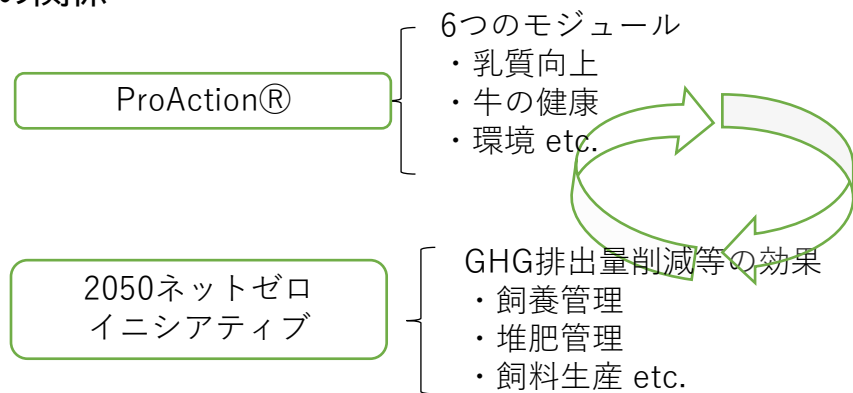 の関係
6つのモジュール
ProAction®
・乳質向上
・牛の健康
・環境 etc.
2050ネットゼロ
イニシアティブ
GHG排出量削減等の効果
・飼養管理
・堆肥管理
・飼料生産 etc.